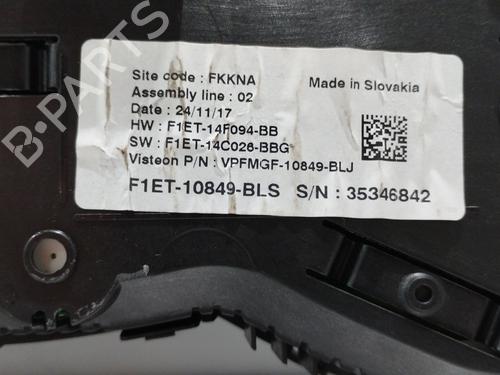 Site code : FKKNA
Made in Slovakia
Assembly line : 02
Date : 24/11/17
HW : F1ET-14F094-BB
SW : F1ET-14C026-BBG
Visteon P/N : VPFMGF-10849-BLJ
F1ET-10849-BLS S/N : 35346842
B-PARTS